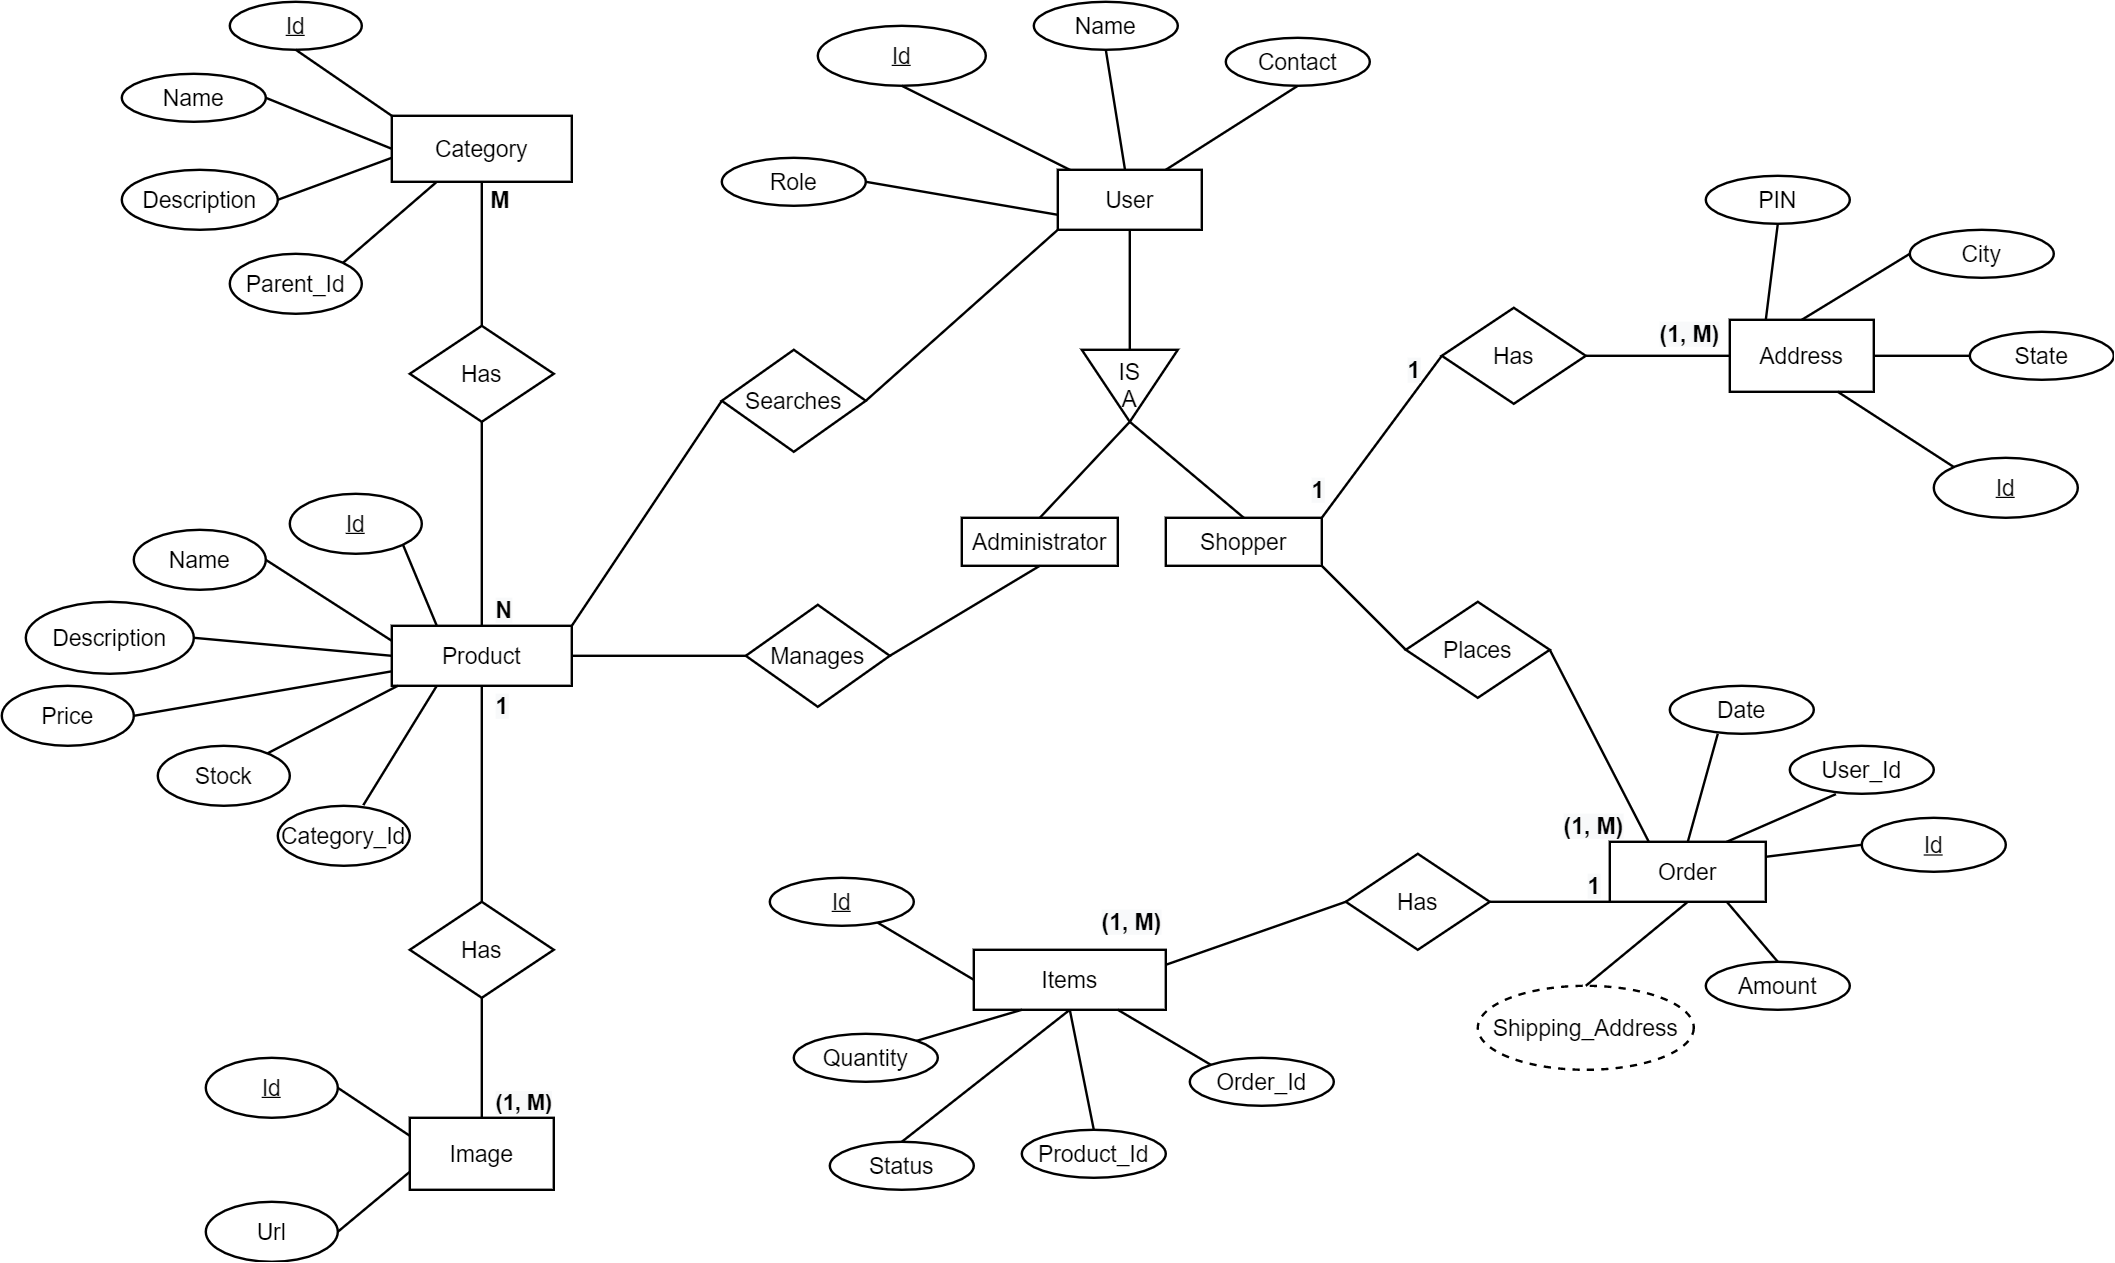 Id
Name
Category
Description
Parent_Id
M
Has
N
Id
Name
Description
Product
Price
Stock
Category_Id
1
Has
(1, M)
Id
Image
Url
Id
Name
Contact
Role
User
Searches
IS
A
Administrator
Shopper
Manages
1
1
Has
(1, M)
PIN
City
Address
State
Id
Places
(1, M)
Date
User_Id
Order
Id
1
Amount
Shipping_Address
Has
(1, M)
Id
Items
Quantity
Status
Product_Id
Order_Id